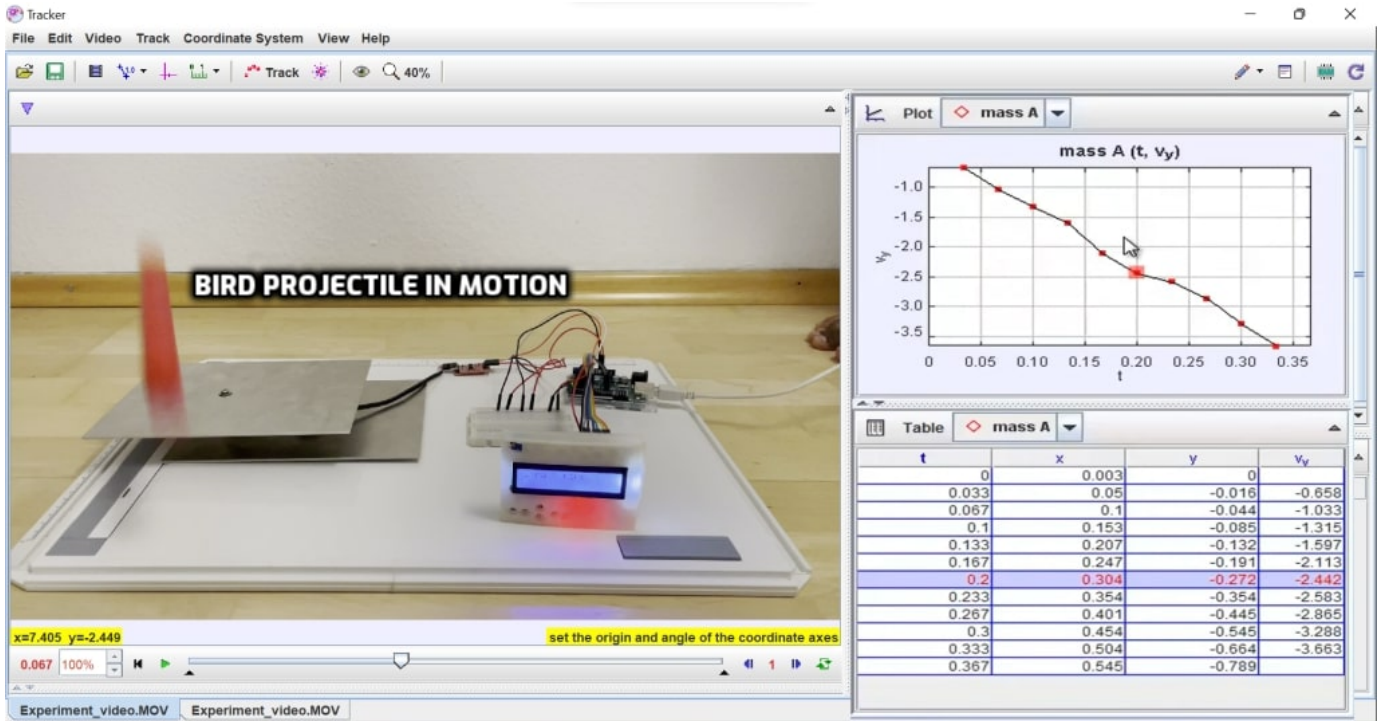 Tracker
File Edit Video Track Coordinate System View Help
Track 40%
Plot mass A
mass A (t, vy)
-1.0
-1.5
-2.0
-2.5
-3.0
-3.5
vy
0 0.05 0.10 0.15 0.20 0.25 0.30 0.35
t
BIRD PROJECTILE IN MOTION
Table mass A
t x y vy
0 0.003 0
0.033 0.05 -0.016 -0.658
0.067 0.1 -0.044 -1.033
0.1 0.153 -0.085 -1.315
0.133 0.207 -0.132 -1.597
0.167 0.247 -0.191 -2.113
0.2 0.304 -0.272 -2.442
0.233 0.354 -0.354 -2.583
0.267 0.401 -0.445 -2.865
0.3 0.454 -0.545 -3.288
0.333 0.504 -0.664 -3.663
0.367 0.545 -0.789
x=7.405 y=-2.449 set the origin and angle of the coordinate axes
0.067 100% 1
Experiment_video.MOV Experiment_video.MOV